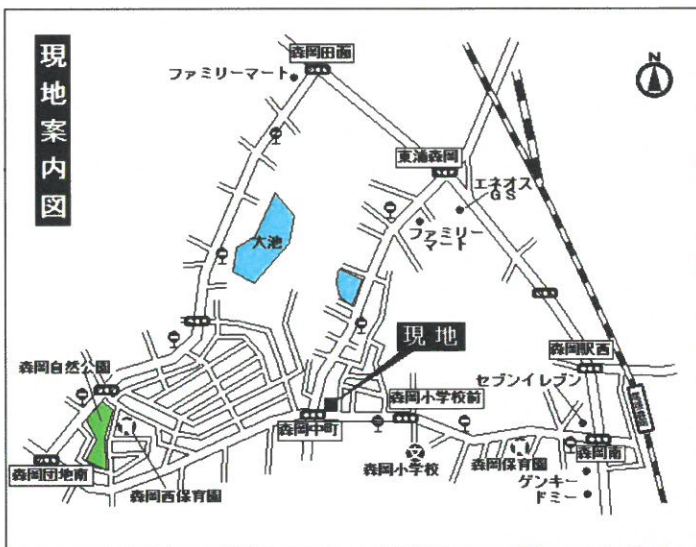 現地案内図
N
森岡田面
ファミリーマート
東浦森岡
エネオス
GS
ファミリー
マート
大池
現地
森岡駅西
セブンイレブン
森岡自然公園
森岡小学校前
森岡中町
森岡南
森岡団地南
森岡西保育園
森岡小学校
文
森岡保育園
ゲンキー
ドミー